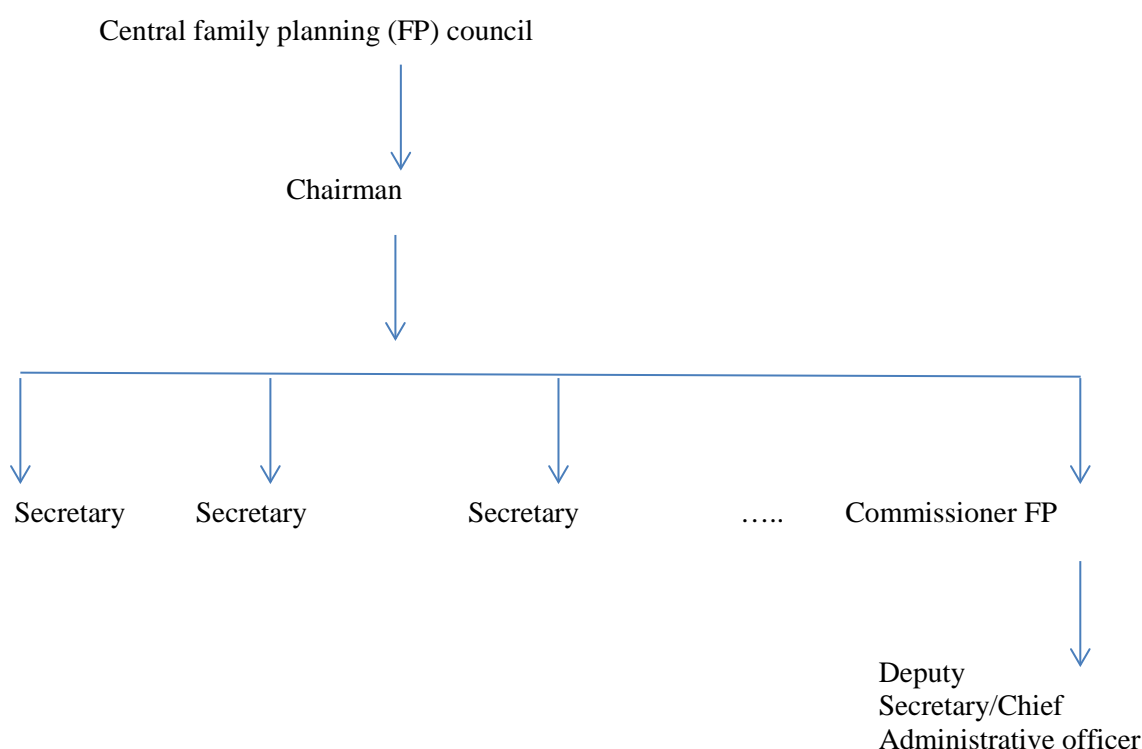 Central family planning (FP) council
Chairman
Secretary Secretary Secretary ….. Commissioner FP
Deputy
Secretary/Chief
Administrative officer